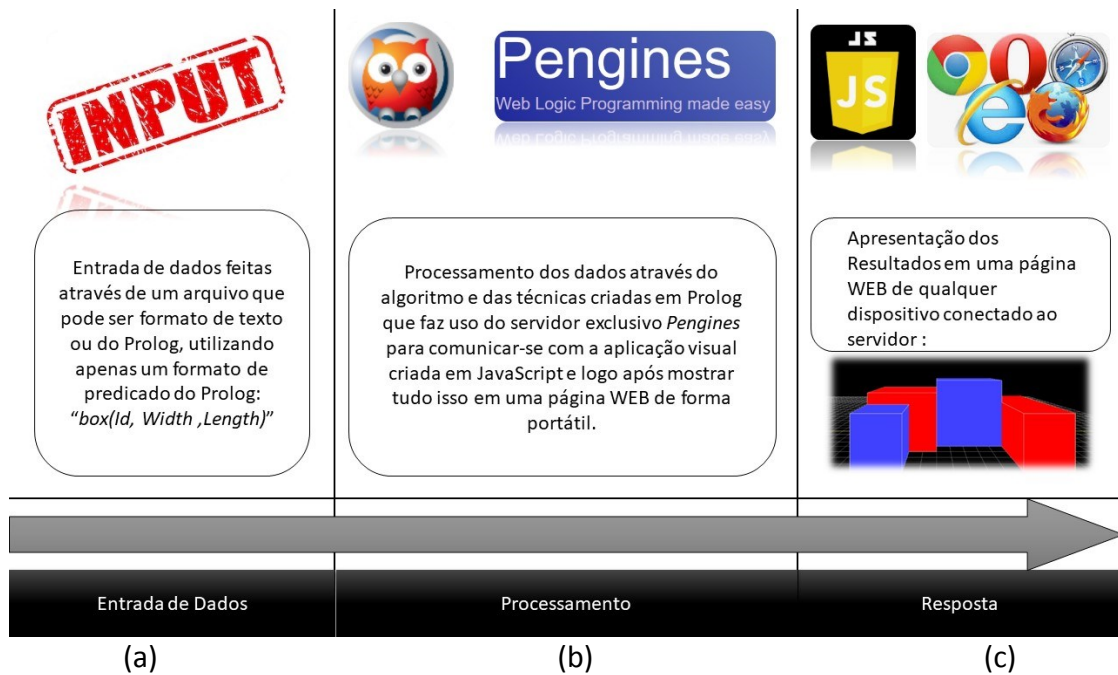 INPUT
Pengines
Web Logic Programming made easy
JS
JS
Entrada de dados feitas
através de um arquivo que
pode ser formato de texto
ou do Prolog, utilizando
apenas um formato de
predicado do Prolog:
“box(Id, Width ,Length)”
Processamento dos dados através do
algoritmo e das técnicas criadas em Prolog
que faz uso do servidor exclusivo Pengines
para comunicar-se com a aplicação visual
criada em JavaScript e logo após mostrar
tudo isso em uma página WEB de forma
portátil.
Apresentação dos
Resultados em uma página
WEB de qualquer
dispositivo conectado ao
servidor :
Entrada de Dados
Processamento
Resposta
(a)
(b)
(c)